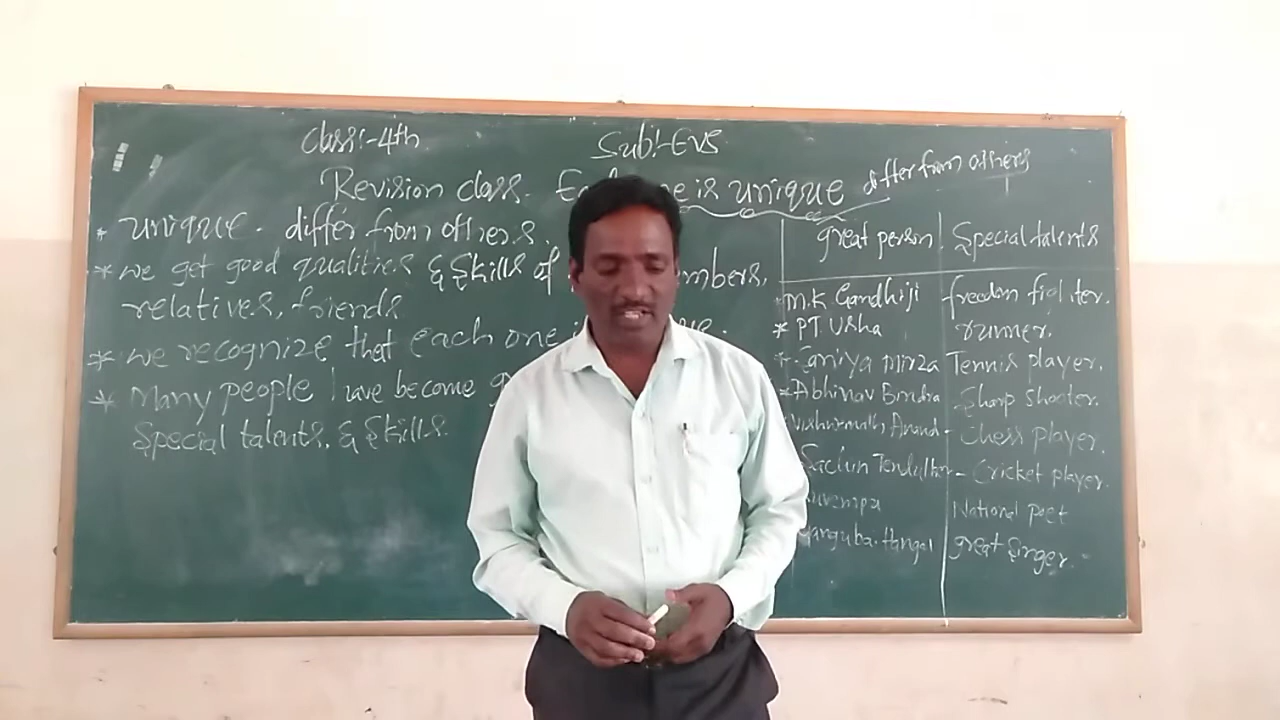 Class:-4th Sub:-EVS
Revision class. is unique differ from others
* unique. differ from others.
* we get good qualities & skills of
relatives, friends
* we recognize that each one
* Many people have become
special talents, & skills.
great person Special talents
* M.K Gandhiji freedom fighter.
* PT Usha runner.
* Saniya Mirza Tennis player.
* Abhinav Bindra Sharp shooter.
Vishwanath Anand - Chess player.
Sachin Tendulkar - Cricket player.
National poet
Hangal great singer.